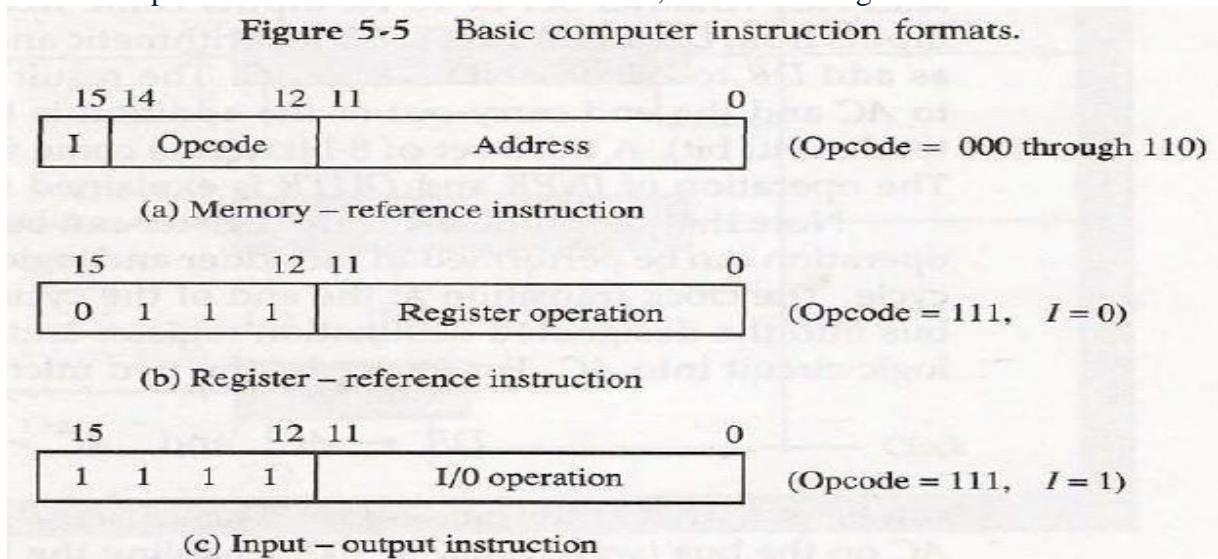 Figure 5-5 Basic computer instruction formats.
15 14 12 11 0
I Opcode Address (Opcode = 000 through 110)
(a) Memory – reference instruction
15 12 11 0
0 1 1 1 Register operation (Opcode = 111, I = 0)
(b) Register – reference instruction
15 12 11 0
1 1 1 1 I/0 operation (Opcode = 111, I = 1)
(c) Input – output instruction